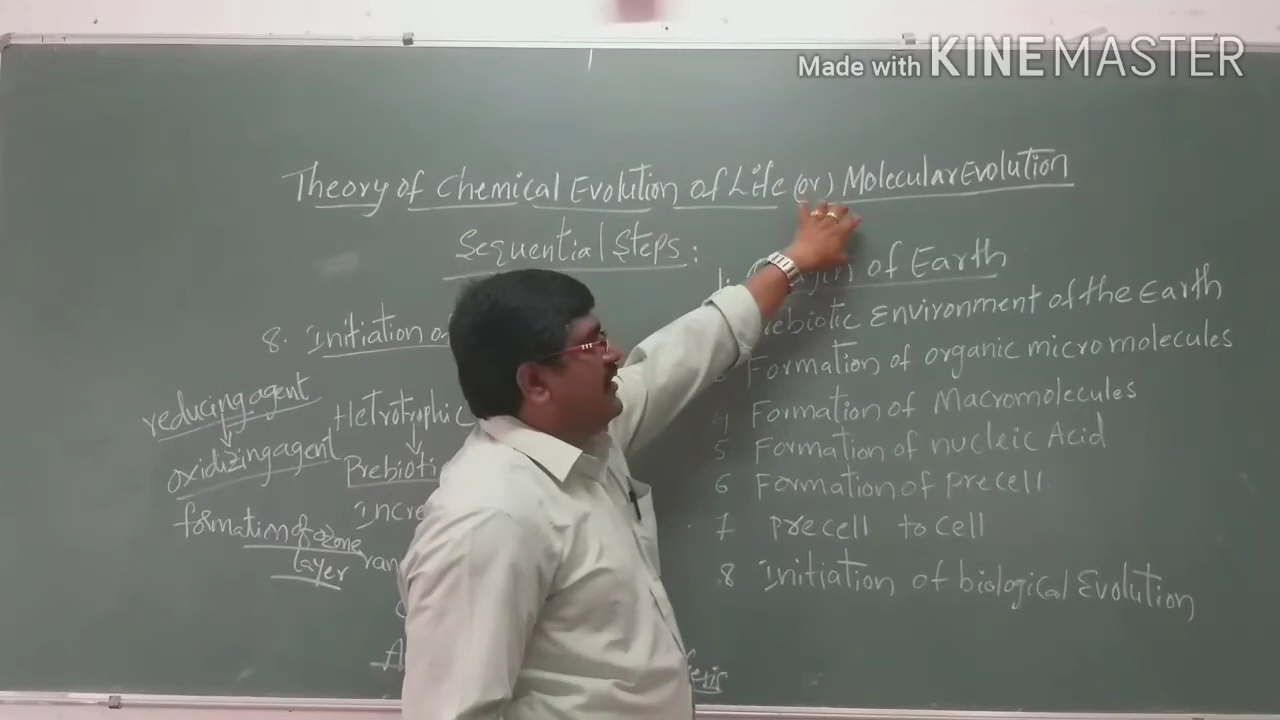 Made with KINEMASTER
Theory of Chemical Evolution of Life (or) Molecular Evolution
Sequential Steps:
of Earth
Environment of the Earth
Formation of organic micromolecules
4 Formation of Macromolecules
5 Formation of nucleic Acid
6 Formation of precell
7 precell to cell
8 Initiation of biological Evolution
8. Initiation
reducing agent
oxidizing agent
formation of ozone
layer
Hetrotrophic